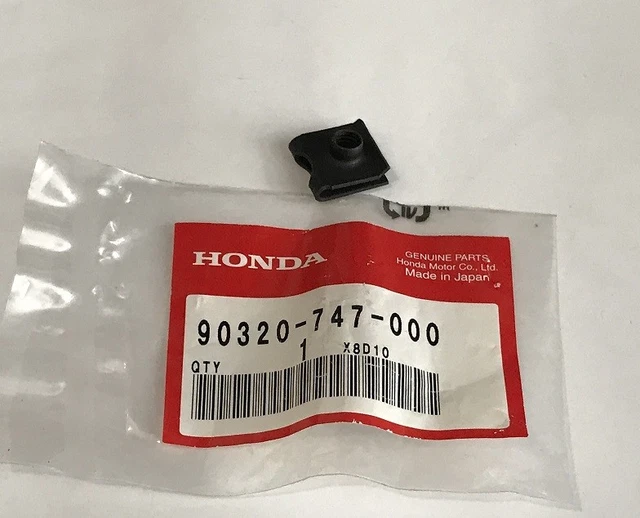 HONDA
GENUINE PARTS
Honda Motor Co., Ltd.
Made in Japan
90320-747-000
QTY 1 X8D10